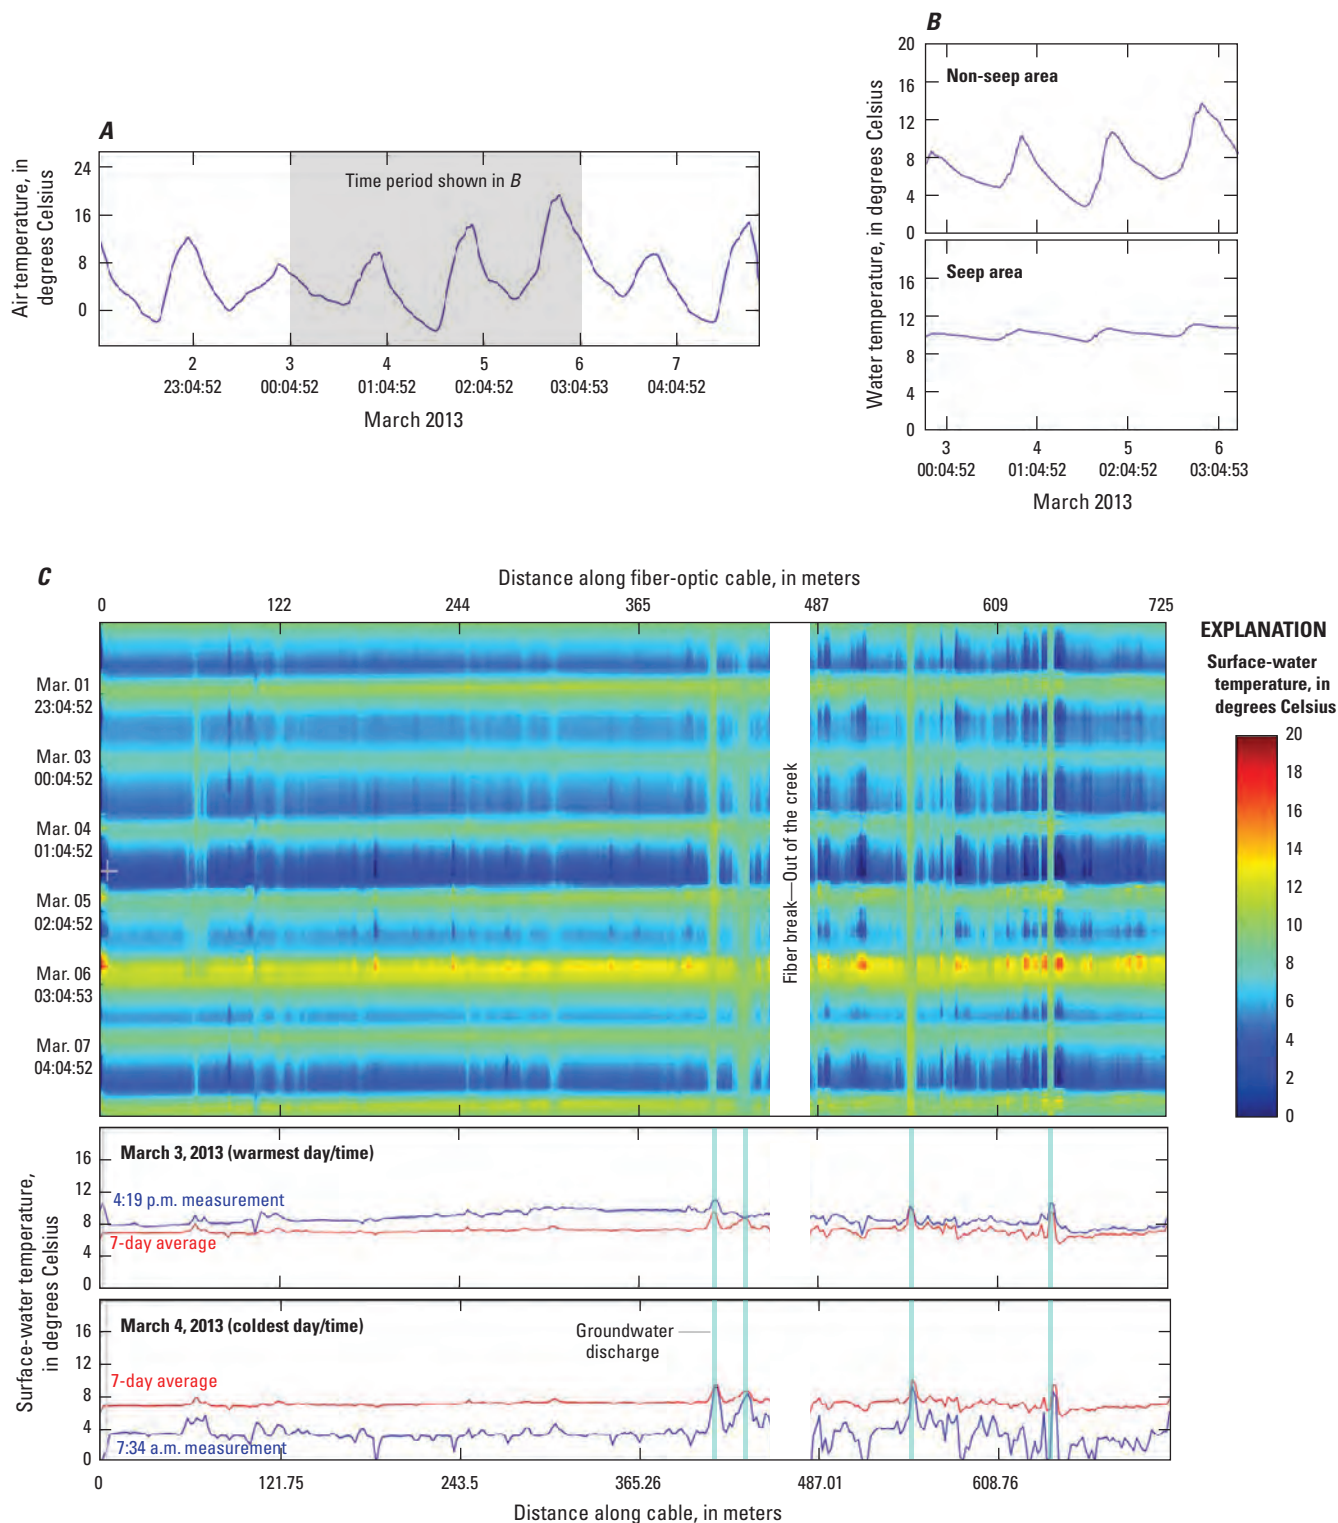 A
Air temperature, in
degrees Celsius
24
16
8
0
Time period shown in B
2
3
4
5
6
7
23:04:52
00:04:52
01:04:52
02:04:52
03:04:53
04:04:52
March 2013
B
Water temperature, in degrees Celsius
20
16
12
8
4
0
Non-seep area
16
12
8
4
0
Seep area
3
4
5
6
00:04:52
01:04:52
02:04:52
03:04:53
March 2013
C
Distance along fiber-optic cable, in meters
0
122
244
365
487
609
725
Mar. 01
23:04:52
Mar. 03
00:04:52
Mar. 04
01:04:52
Mar. 05
02:04:52
Mar. 06
03:04:53
Mar. 07
04:04:52
Fiber break—Out of the creek
EXPLANATION
Surface-water
temperature, in
degrees Celsius
20
18
16
14
12
10
8
6
4
2
0
Surface-water temperature,
in degrees Celsius
16
12
8
4
0
March 3, 2013 (warmest day/time)
4:19 p.m. measurement
7-day average
16
12
8
4
0
March 4, 2013 (coldest day/time)
Groundwater
discharge
7-day average
7:34 a.m. measurement
0
121.75
243.5
365.26
487.01
608.76
Distance along cable, in meters